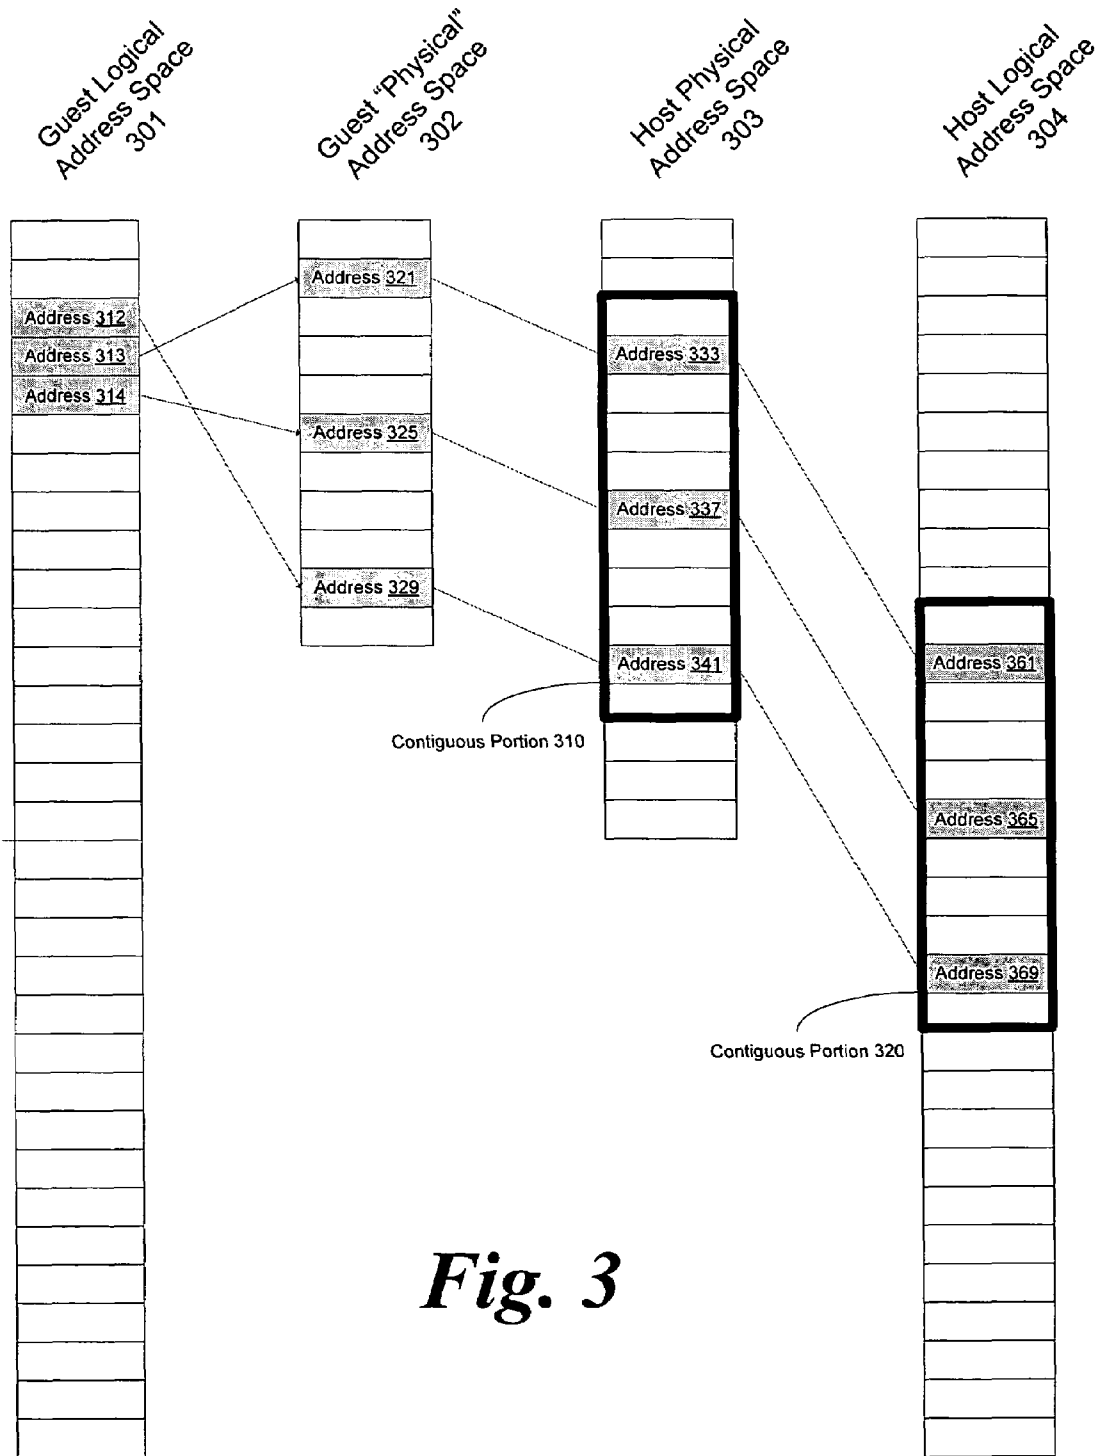 Guest Logical
Address Space
301
Guest “Physical”
Address Space
302
Host Physical
Address Space
303
Host Logical
Address Space
304
Address 312
Address 313
Address 314
Address 321
Address 325
Address 329
Address 333
Address 337
Address 341
Contiguous Portion 310
Address 361
Address 365
Address 369
Contiguous Portion 320
Fig. 3